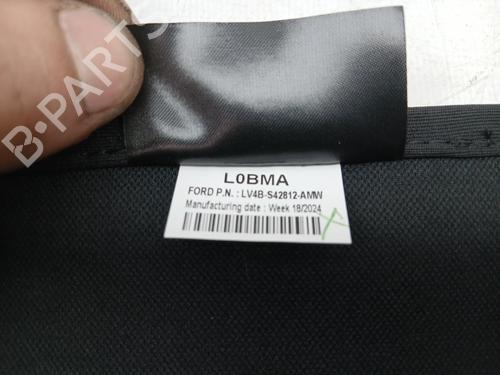 B-PARTS
L0BMA
FORD P.N. : LV4B-S42812-AMW
Manufacturing date : Week 18/2024